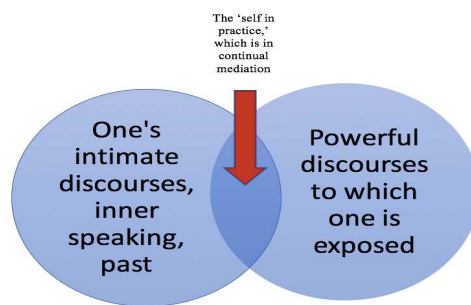 The 'self in
practice,'
which is in
continual
mediation
One's
intimate
discourses,
inner
speaking,
past
Powerful
discourses
to which
one is
exposed